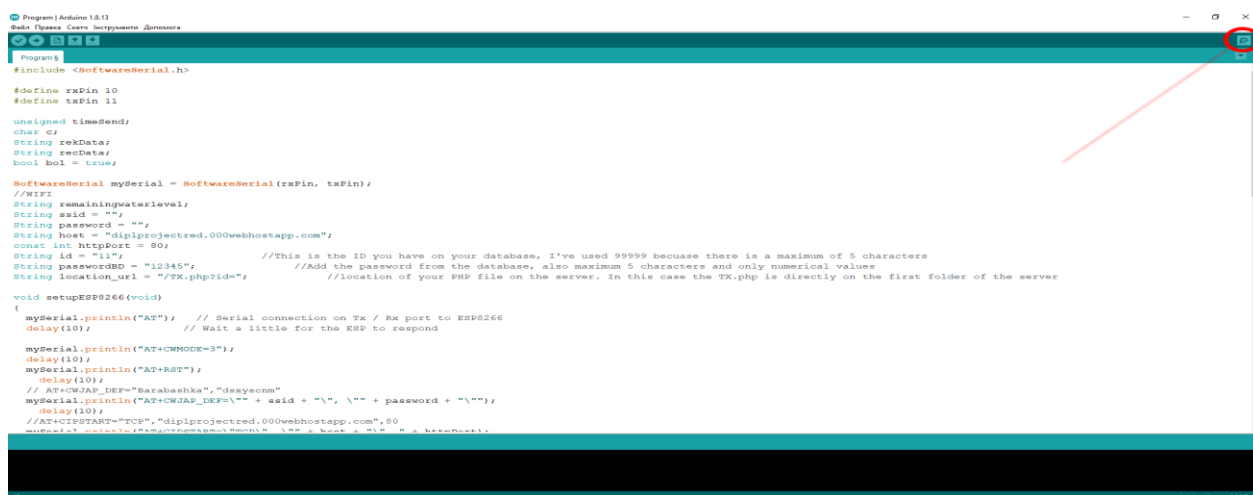 Program | Arduino 1.8.13
Файл Правка Скетч Інструменти Допомога
Program §
#include <SoftwareSerial.h>
#define rxPin 10
#define txPin 11
unsigned timeSend;
char c;
String rekData;
String recData;
bool bol = true;
SoftwareSerial mySerial = SoftwareSerial(rxPin, txPin);
//WIFI
String remainingwaterlevel;
String ssid = "";
String password = "";
String host = "diplprojectred.000webhostapp.com";
const int httpPort = 80;
String id = "11"; //This is the ID you have on your database, I've used 99999 becuase there is a maximum of 5 characters
String passwordBD = "12345"; //Add the password from the database, also maximum 5 characters and only numerical values
String location_url = "/TX.php?id="; //location of your PHP file on the server. In this case the TX.php is directly on the first folder of the server
void setupESP8266(void)
{
mySerial.println("AT"); // Serial connection on Tx / Rx port to ESP8266
delay(10); // Wait a little for the ESP to respond
mySerial.println("AT+CWMODE=3");
delay(10);
mySerial.println("AT+RST");
delay(10);
// AT+CWJAP_DEF="Barabashka","dsxyscnm"
mySerial.println("AT+CWJAP_DEF=\"" + ssid + "\", \"" + password + "\"");
delay(10);
//AT+CIPSTART="TCP","diplprojectred.000webhostapp.com",80
mySerial.println("AT+CIPSTART=\"TCP\", \"" + host + "\", " + httpPort);